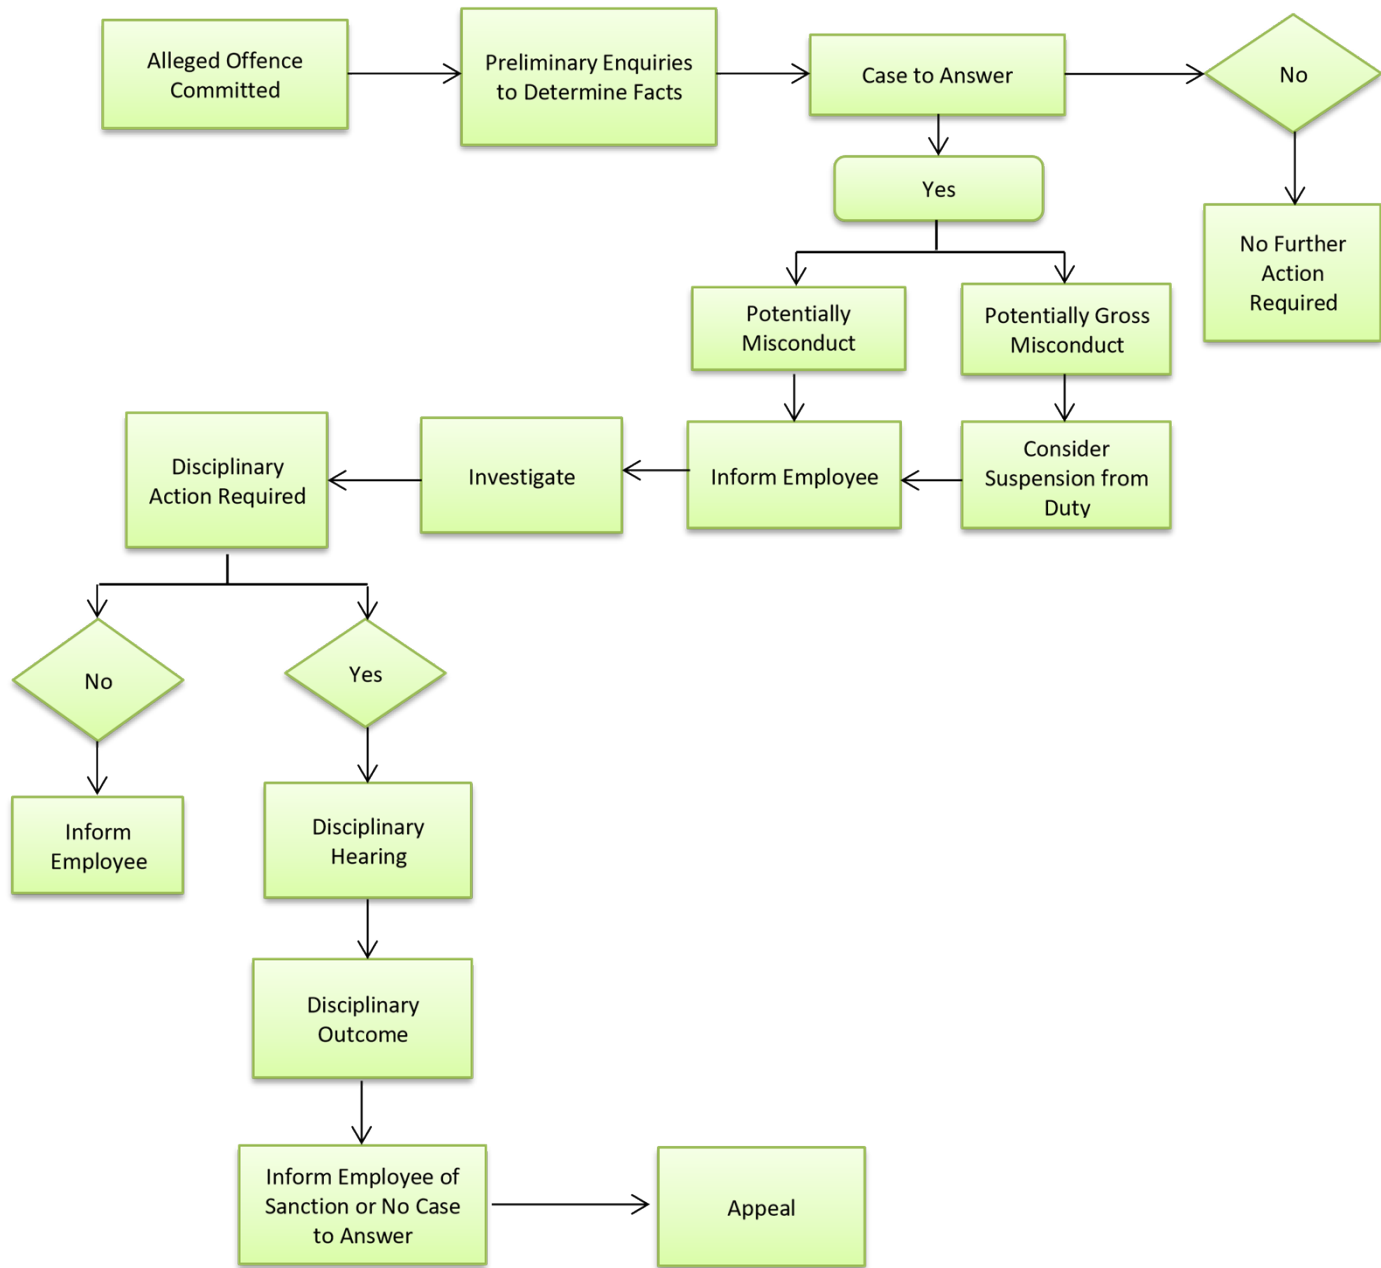 Alleged Offence
Committed
Preliminary Enquiries
to Determine Facts
Case to Answer
No
Yes
No Further
Action
Required
Potentially
Misconduct
Potentially Gross
Misconduct
Disciplinary
Action Required
Investigate
Inform Employee
Consider
Suspension from
Duty
No
Yes
Inform
Employee
Disciplinary
Hearing
Disciplinary
Outcome
Inform Employee of
Sanction or No Case
to Answer
Appeal